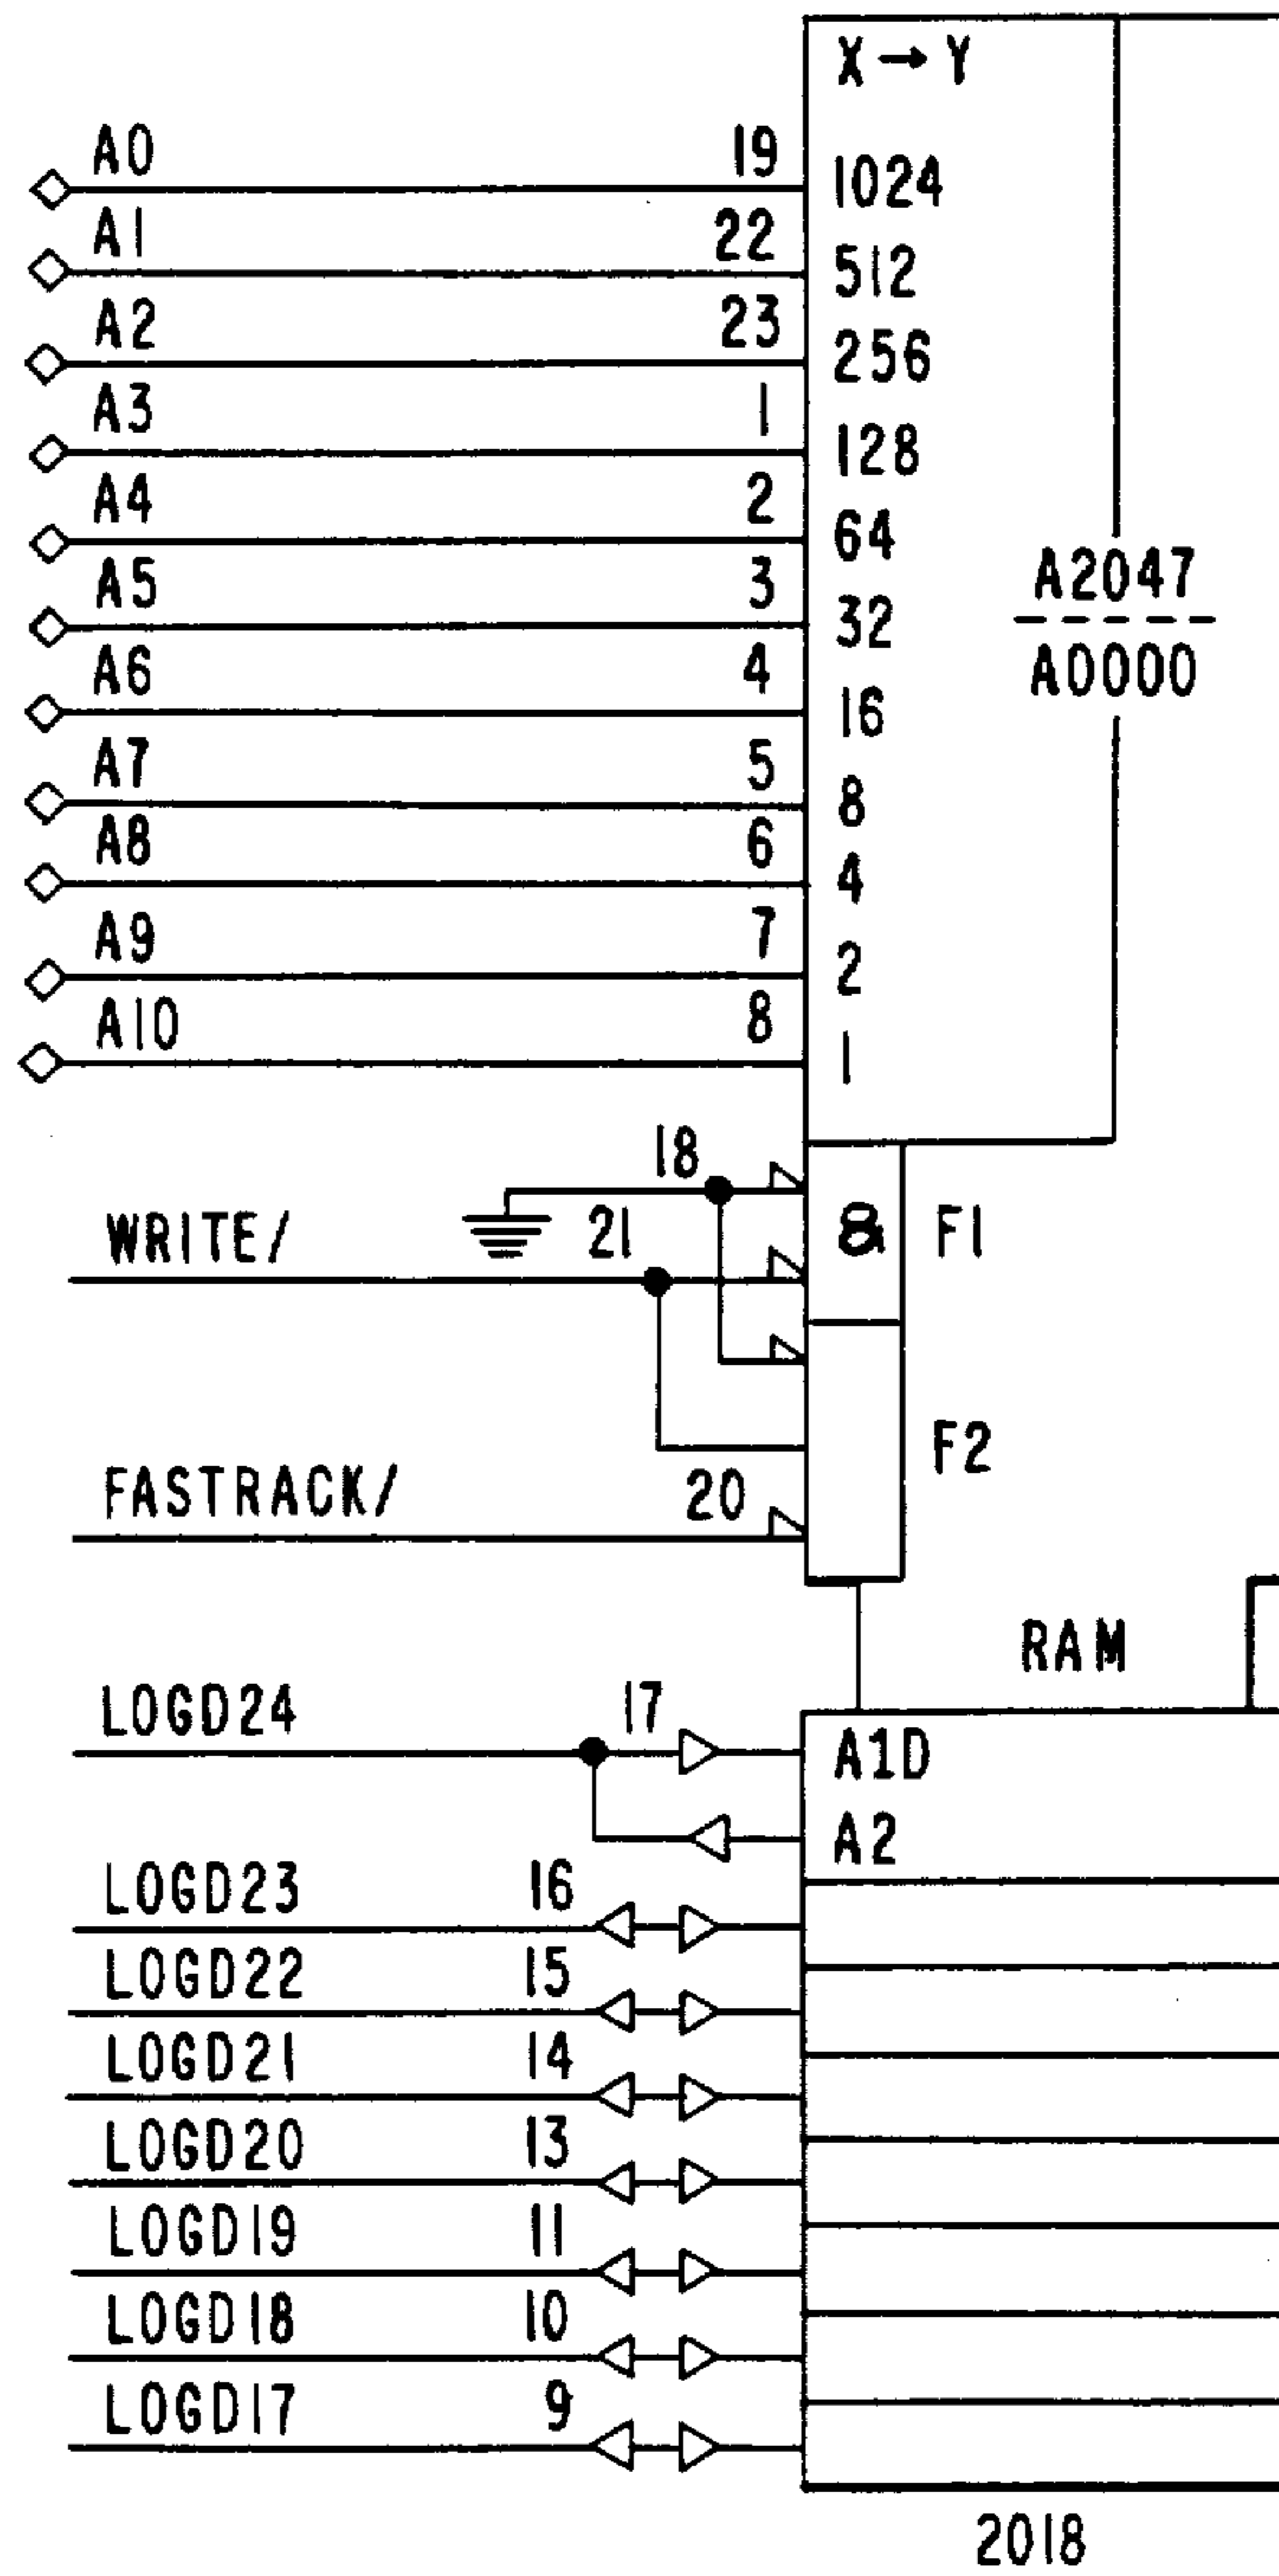 X → Y
A0 19 1024
A1 22 512
A2 23 256
A3 1 128
A4 2 64
A5 3 32
A2047
A0000
A6 4 16
A7 5 8
A8 6 4
A9 7 2
A10 8 1
18
WRITE/ 21 & F1
F2
FASTRACK/ 20
RAM
LOGD24 17 A1D
A2
LOGD23 16
LOGD22 15
LOGD21 14
LOGD20 13
LOGD19 11
LOGD18 10
LOGD17 9
2018